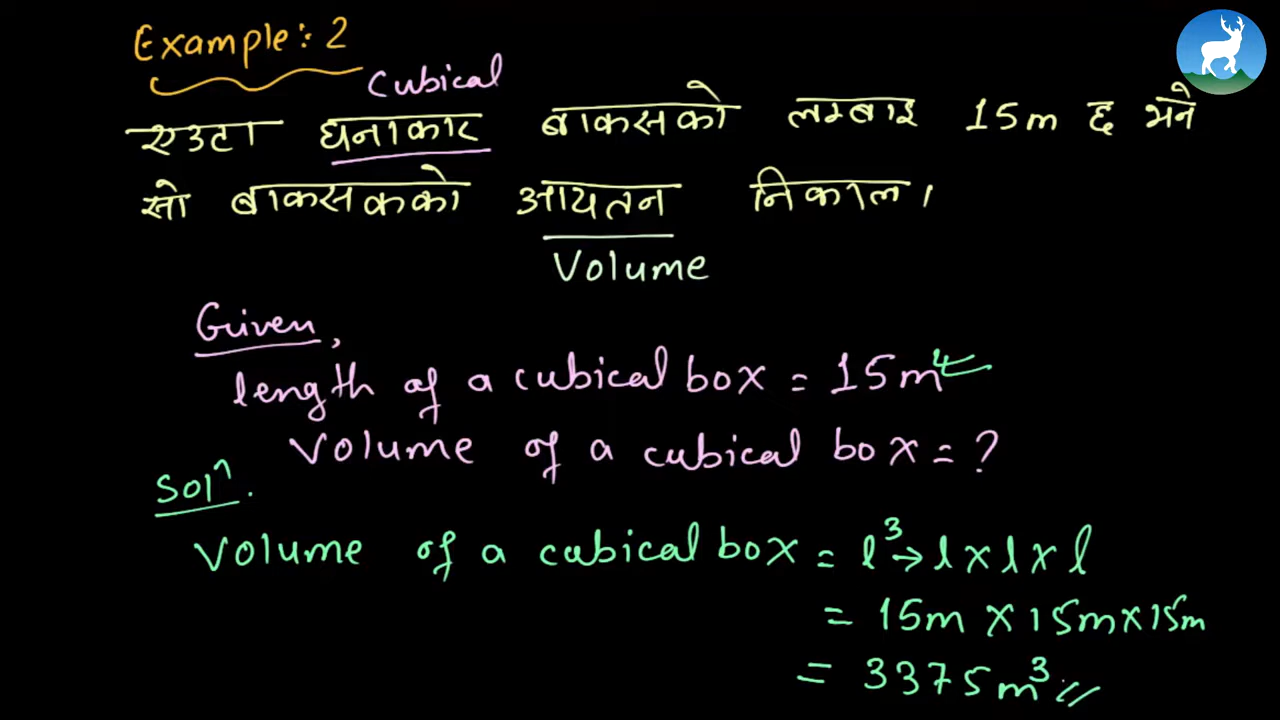 Example: 2
Cubical
एउटा घनाकार बाकसको लम्बाइ 15m छ भने
सो बाकसकको आयतन निकाल।
Volume
Given,
length of a cubical box = 15m
Volume of a cubical box = ?
Solⁿ.
Volume of a cubical box = l³ → l × l × l
= 15m × 15m × 15m
= 3375m³